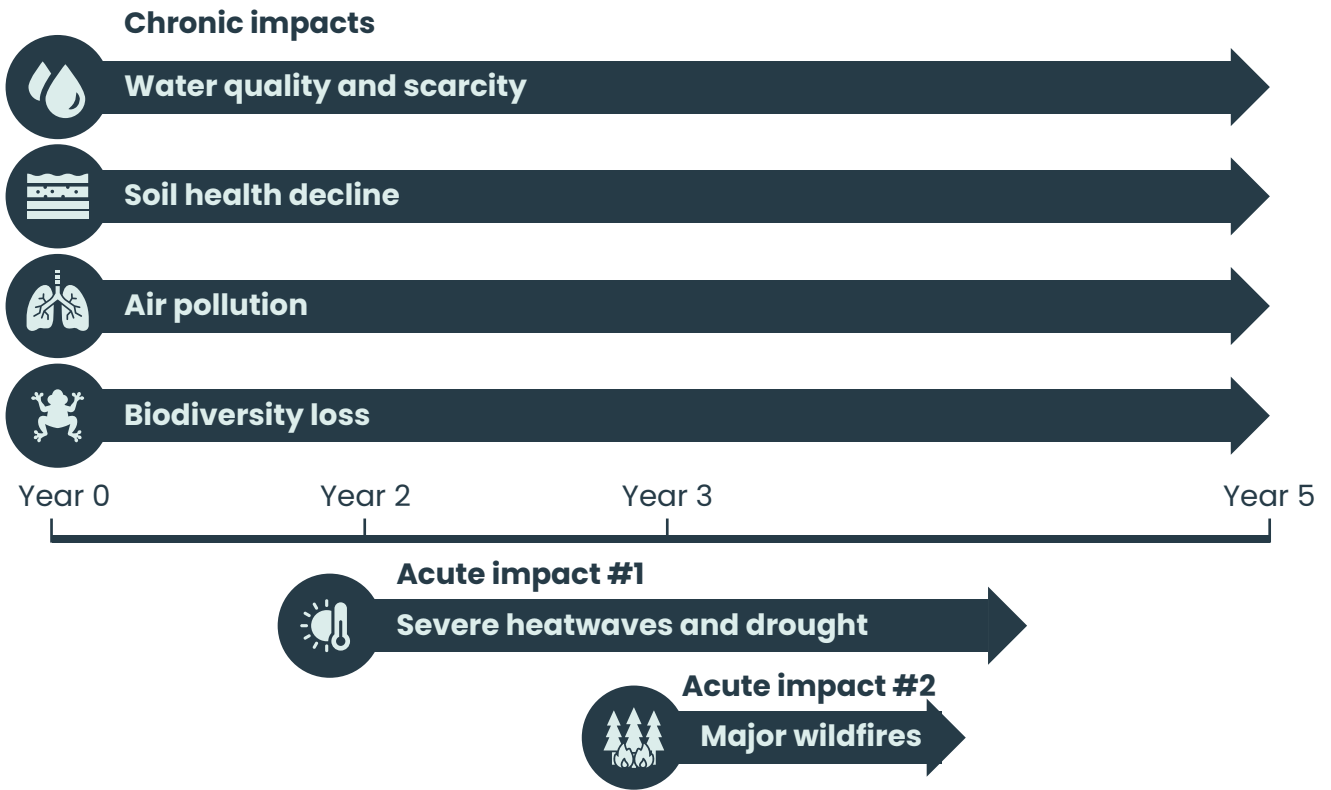 Chronic impacts
Water quality and scarcity
Soil health decline
Air pollution
Biodiversity loss
Year 0 Year 2 Year 3 Year 5
Acute impact #1
Severe heatwaves and drought
Acute impact #2
Major wildfires